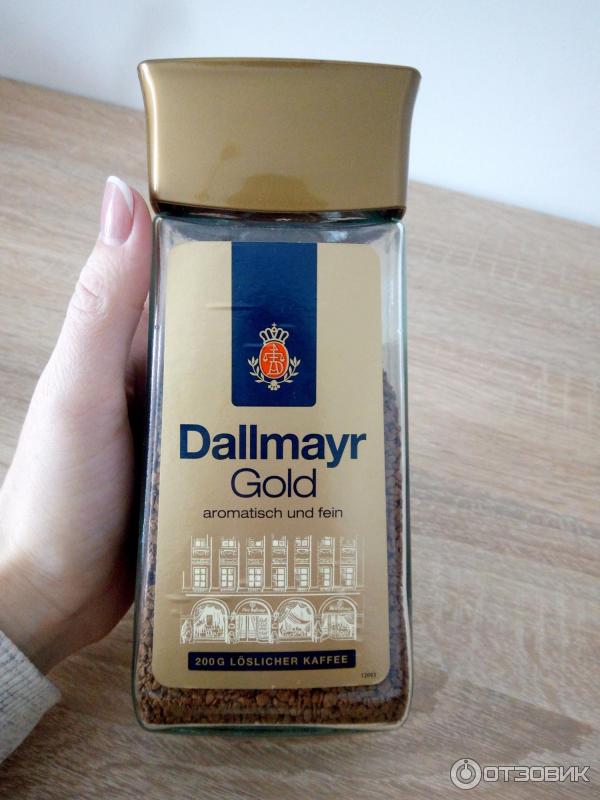 Dallmayr
Gold
aromatisch und fein
200G LÖSLICHER KAFFEE
ОТЗОВИК